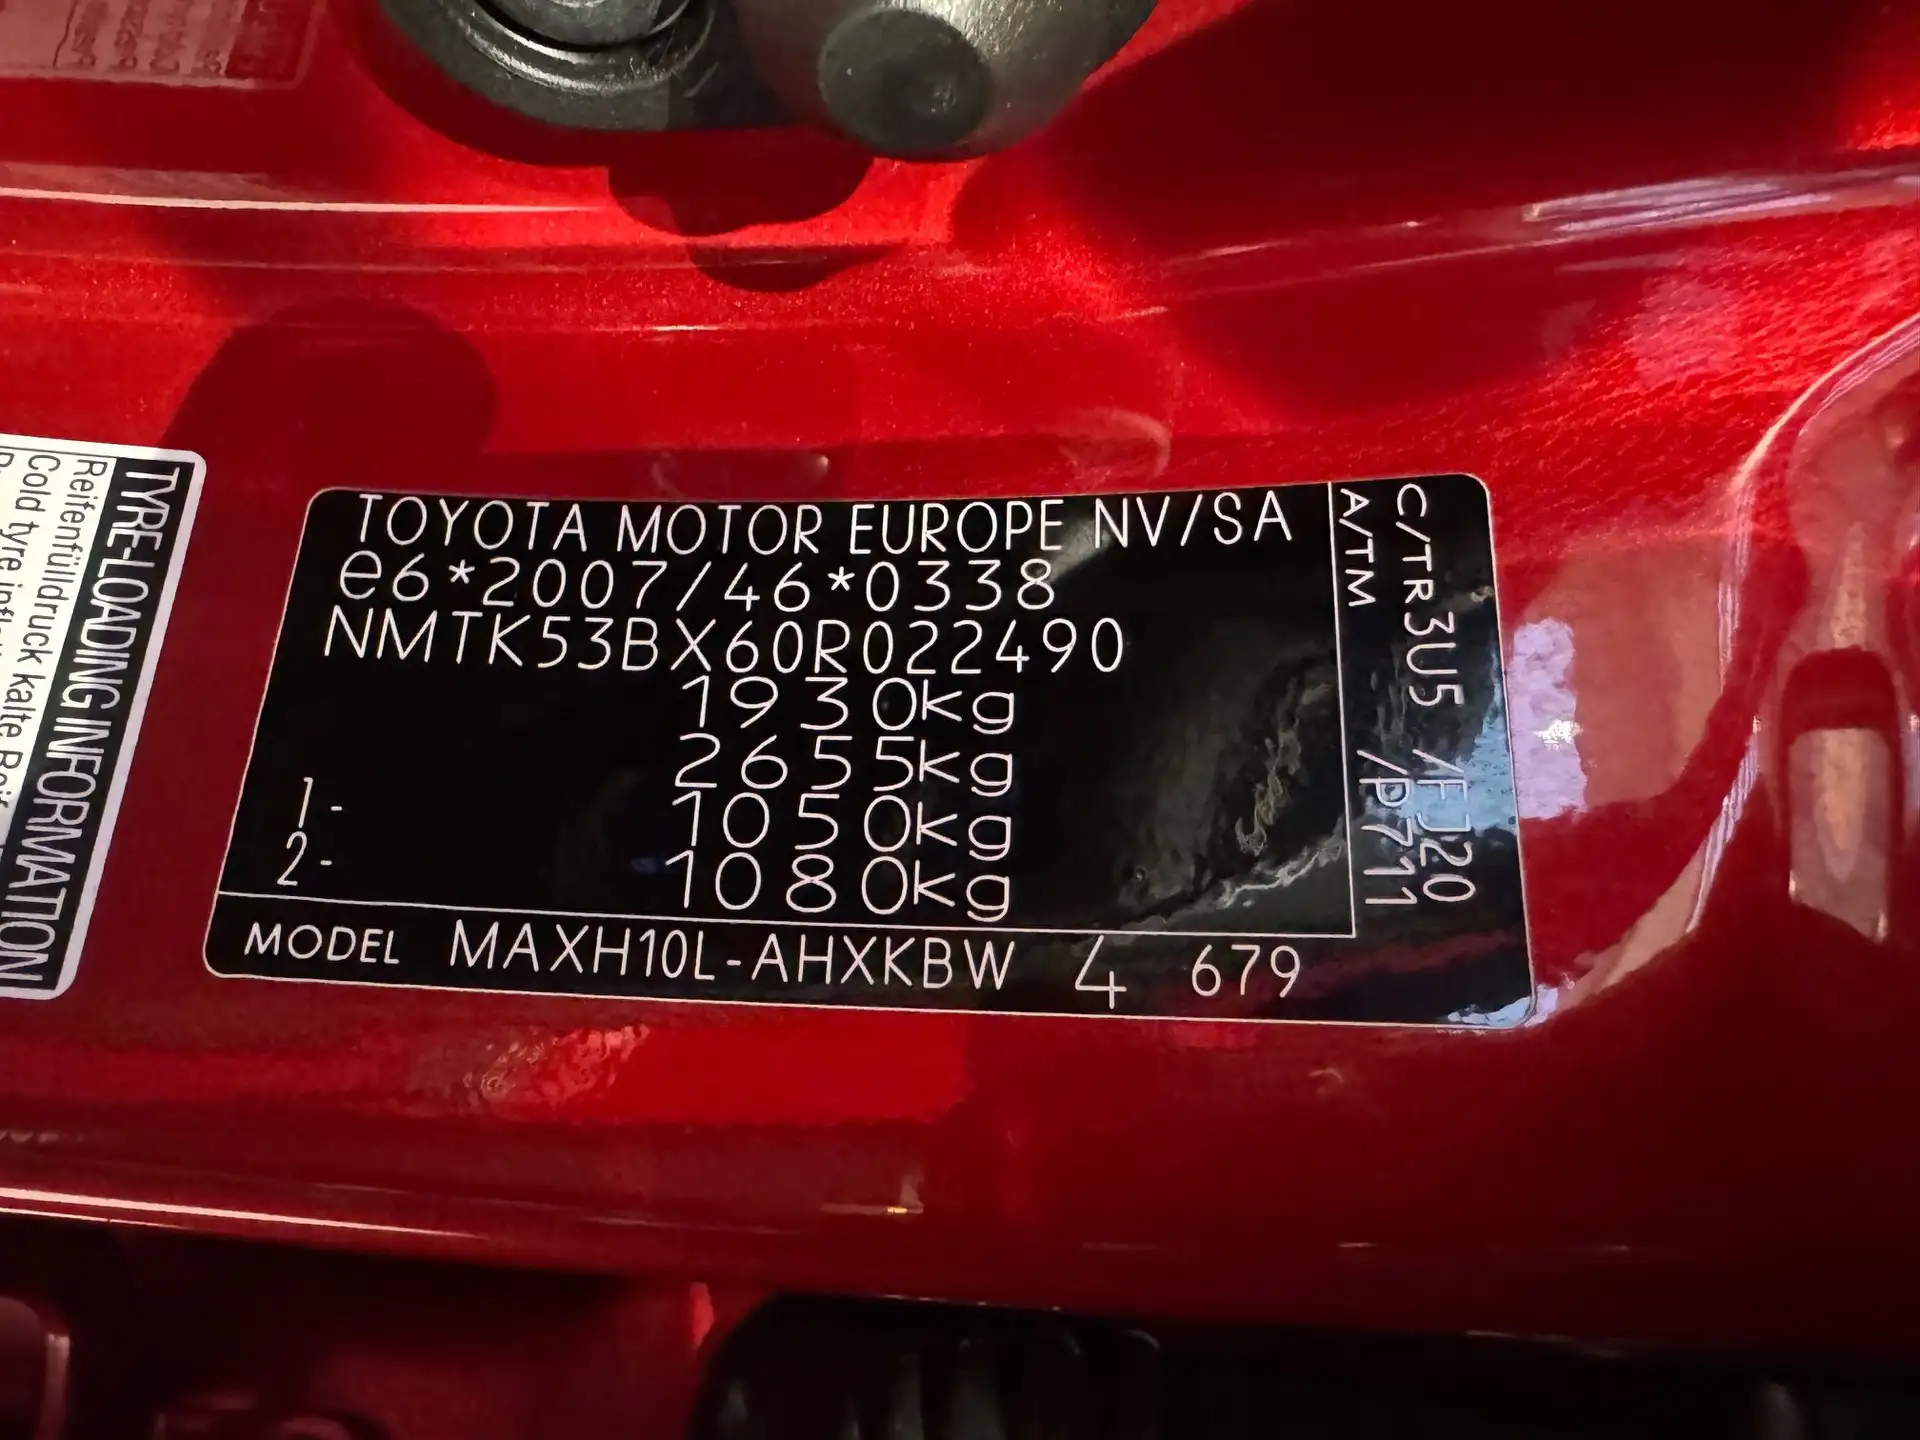 TOYOTA MOTOR EUROPE NV/SA
e6*2007/46*0338
NMTK53BX60R022490
1930kg
2655kg
1- 1050kg
2- 1080kg
MODEL MAXH10L-AHXKBW 4 679
C/TR 3U5 /FJ20
A/TM /P711
TYRE-LOADING INFORMATION
Reifenfülldruck kalte
Cold tyre